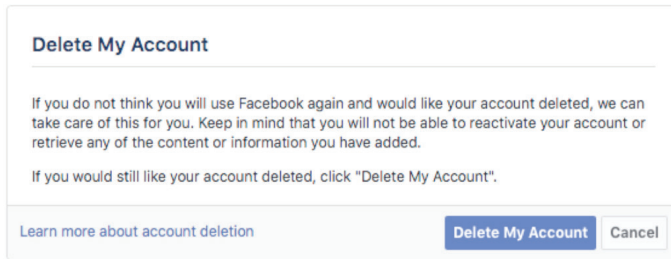 Delete My Account
If you do not think you will use Facebook again and would like your account deleted, we can
take care of this for you. Keep in mind that you will not be able to reactivate your account or
retrieve any of the content or information you have added.
If you would still like your account deleted, click "Delete My Account".
Learn more about account deletion
Delete My Account
Cancel